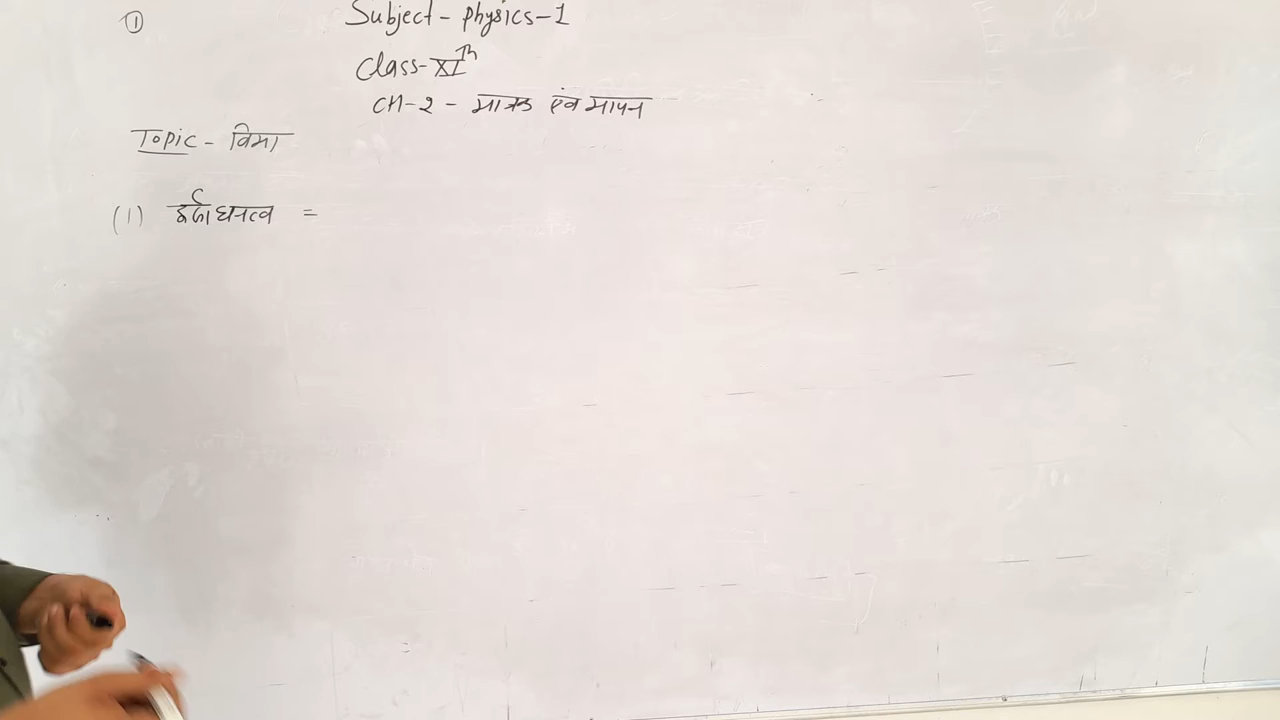 ①
Subject - Physics-1
Class-XIth
CH-2 - मात्रक एवं मापन
Topic - विमा
(1) ऊर्जा घनत्व =